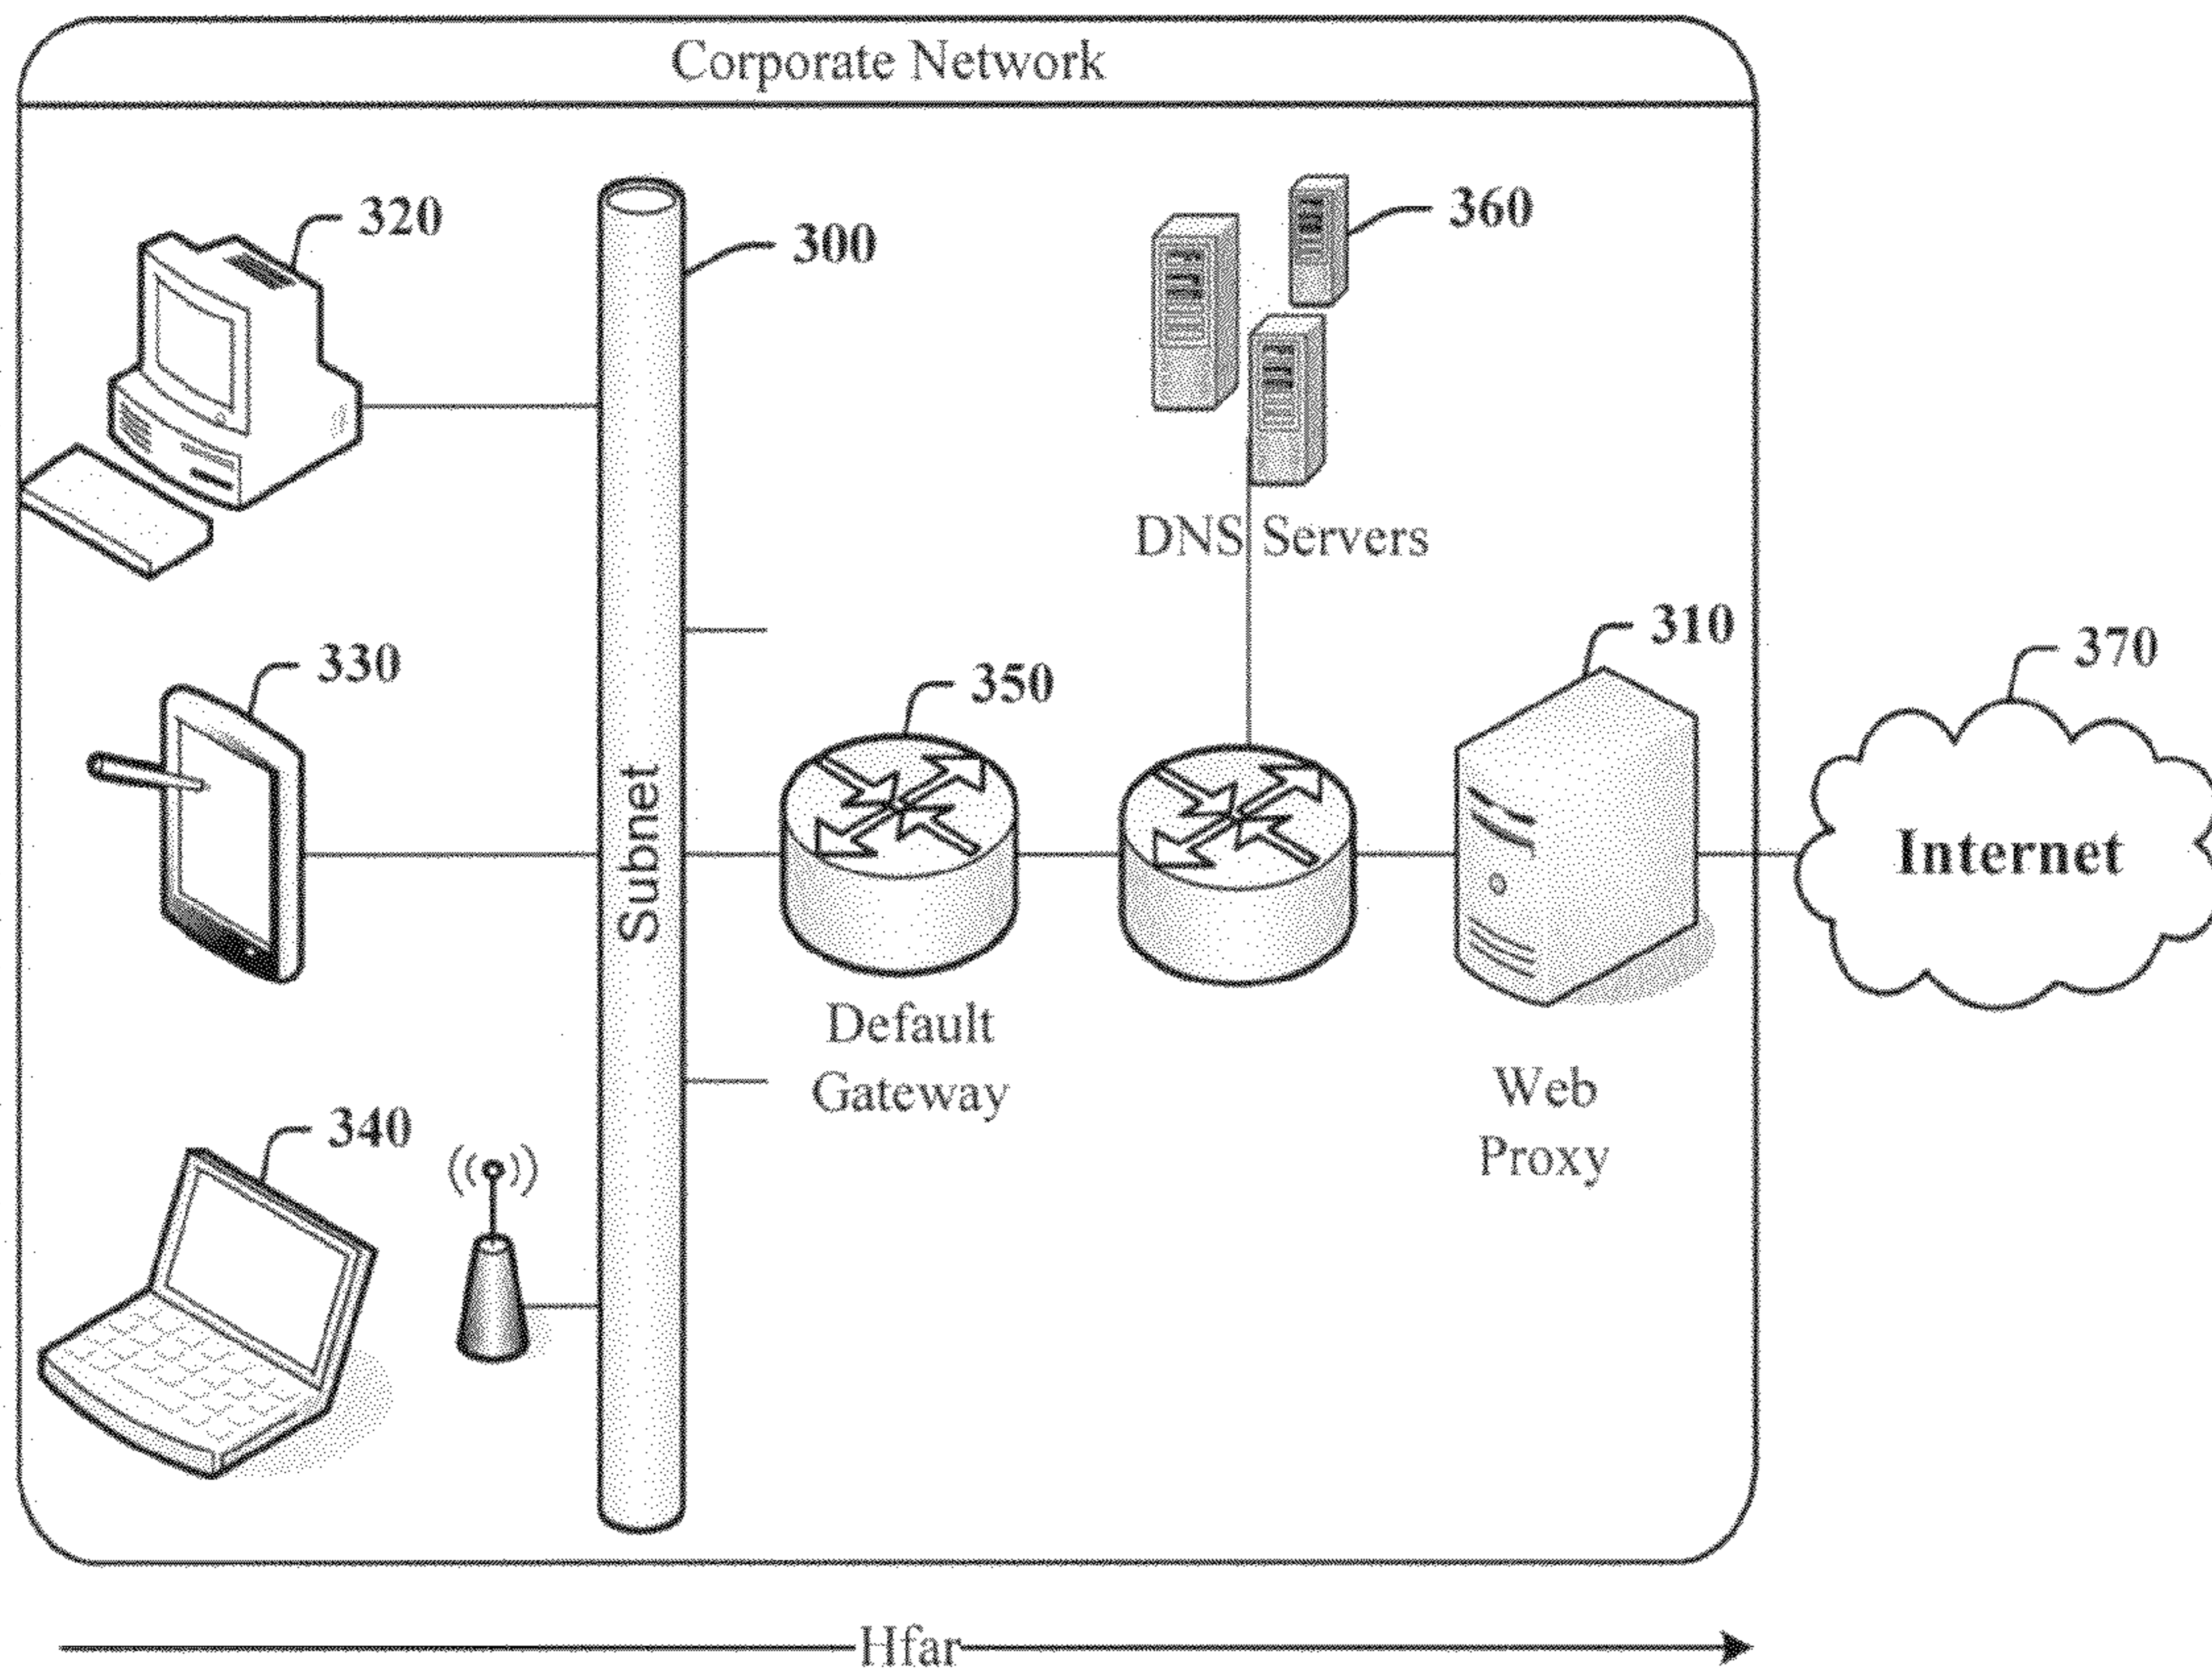 Corporate Network
320
300
360
DNS Servers
330
350
310
370
Subnet
Internet
Default
Gateway
Web
Proxy
340
Hfar